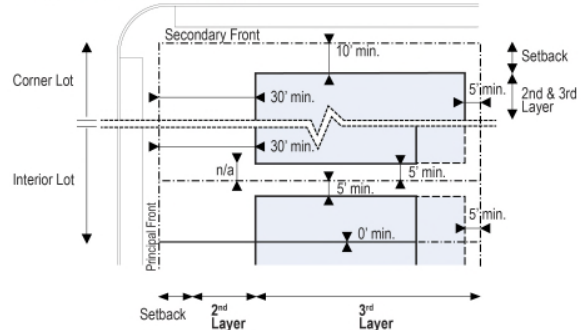 Secondary Front
10' min.
Setback
Corner Lot
30' min.
5' min.
2nd & 3rd
Layer
30' min.
n/a
5' min.
Interior Lot
5' min.
5' min.
0' min.
Principal Front
Setback
2nd
Layer
3rd
Layer